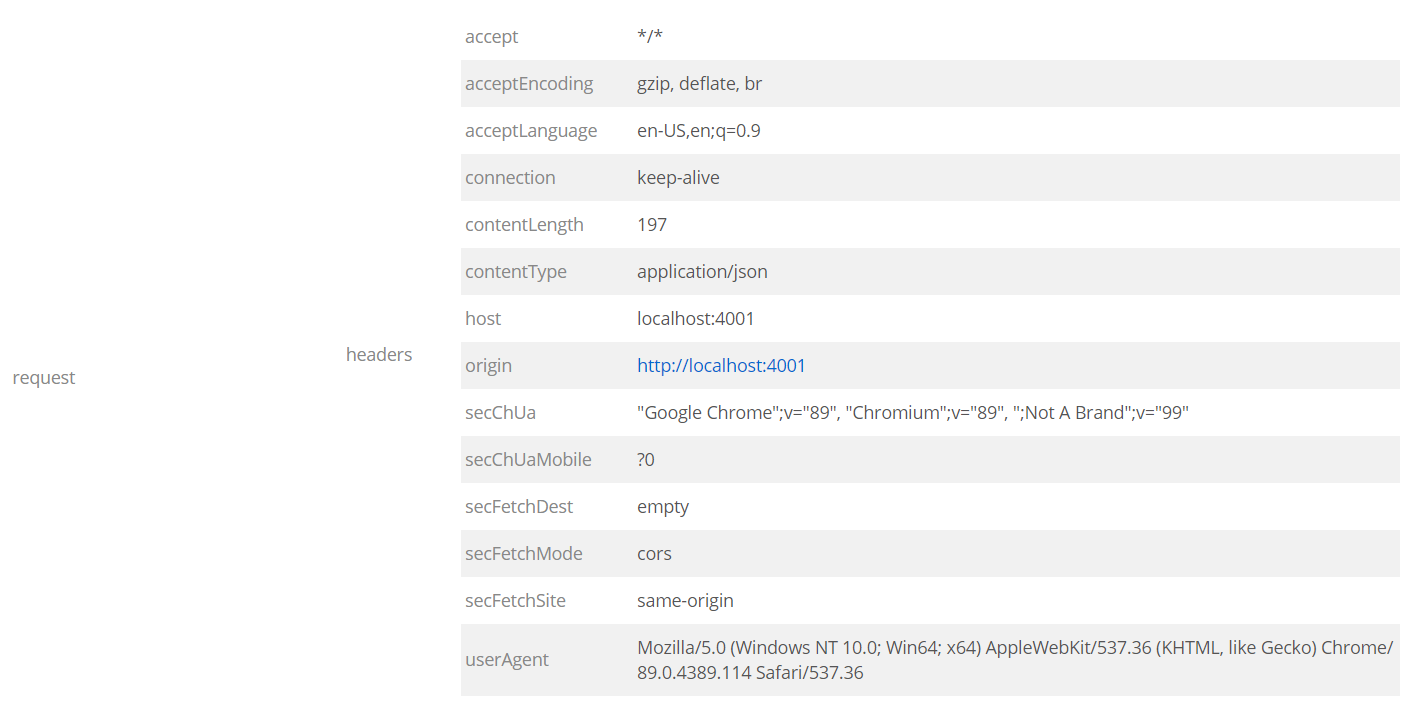 accept */*
acceptEncoding gzip, deflate, br
acceptLanguage en-US,en;q=0.9
connection keep-alive
contentLength 197
contentType application/json
host localhost:4001
headers
origin http://localhost:4001
request
secChUa "Google Chrome";v="89", "Chromium";v="89", ";Not A Brand";v="99"
secChUaMobile ?0
secFetchDest empty
secFetchMode cors
secFetchSite same-origin
userAgent Mozilla/5.0 (Windows NT 10.0; Win64; x64) AppleWebKit/537.36 (KHTML, like Gecko) Chrome/
89.0.4389.114 Safari/537.36